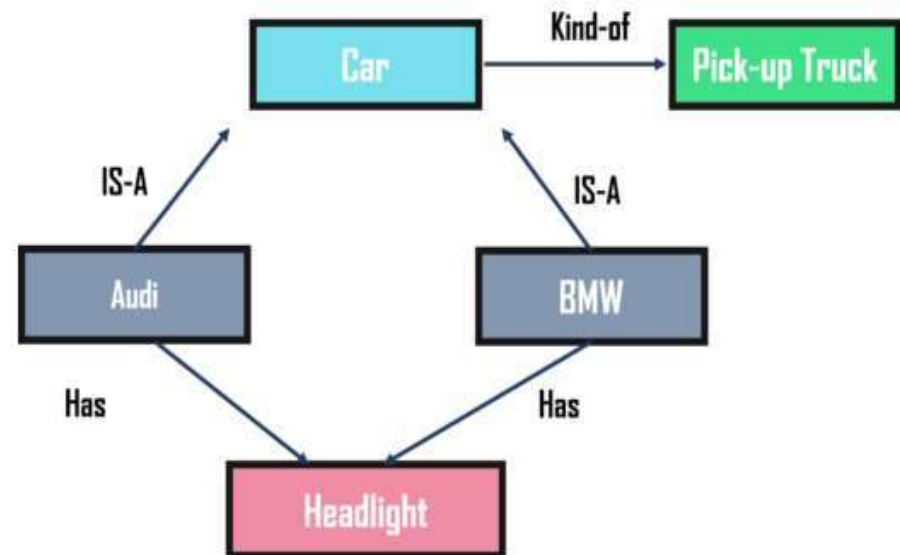 Kind-of
Car
Pick-up Truck
IS-A
IS-A
Audi
BMW
Has
Has
Headlight